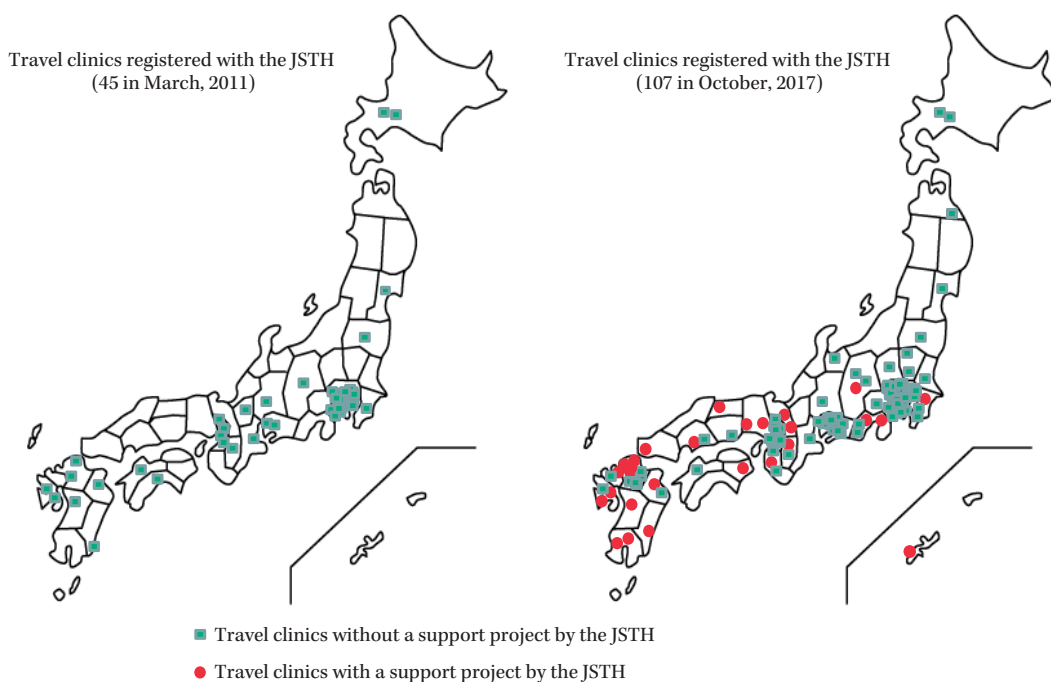 Travel clinics registered with the JSTH
(45 in March, 2011)
Travel clinics registered with the JSTH
(107 in October, 2017)
Travel clinics without a support project by the JSTH
Travel clinics with a support project by the JSTH